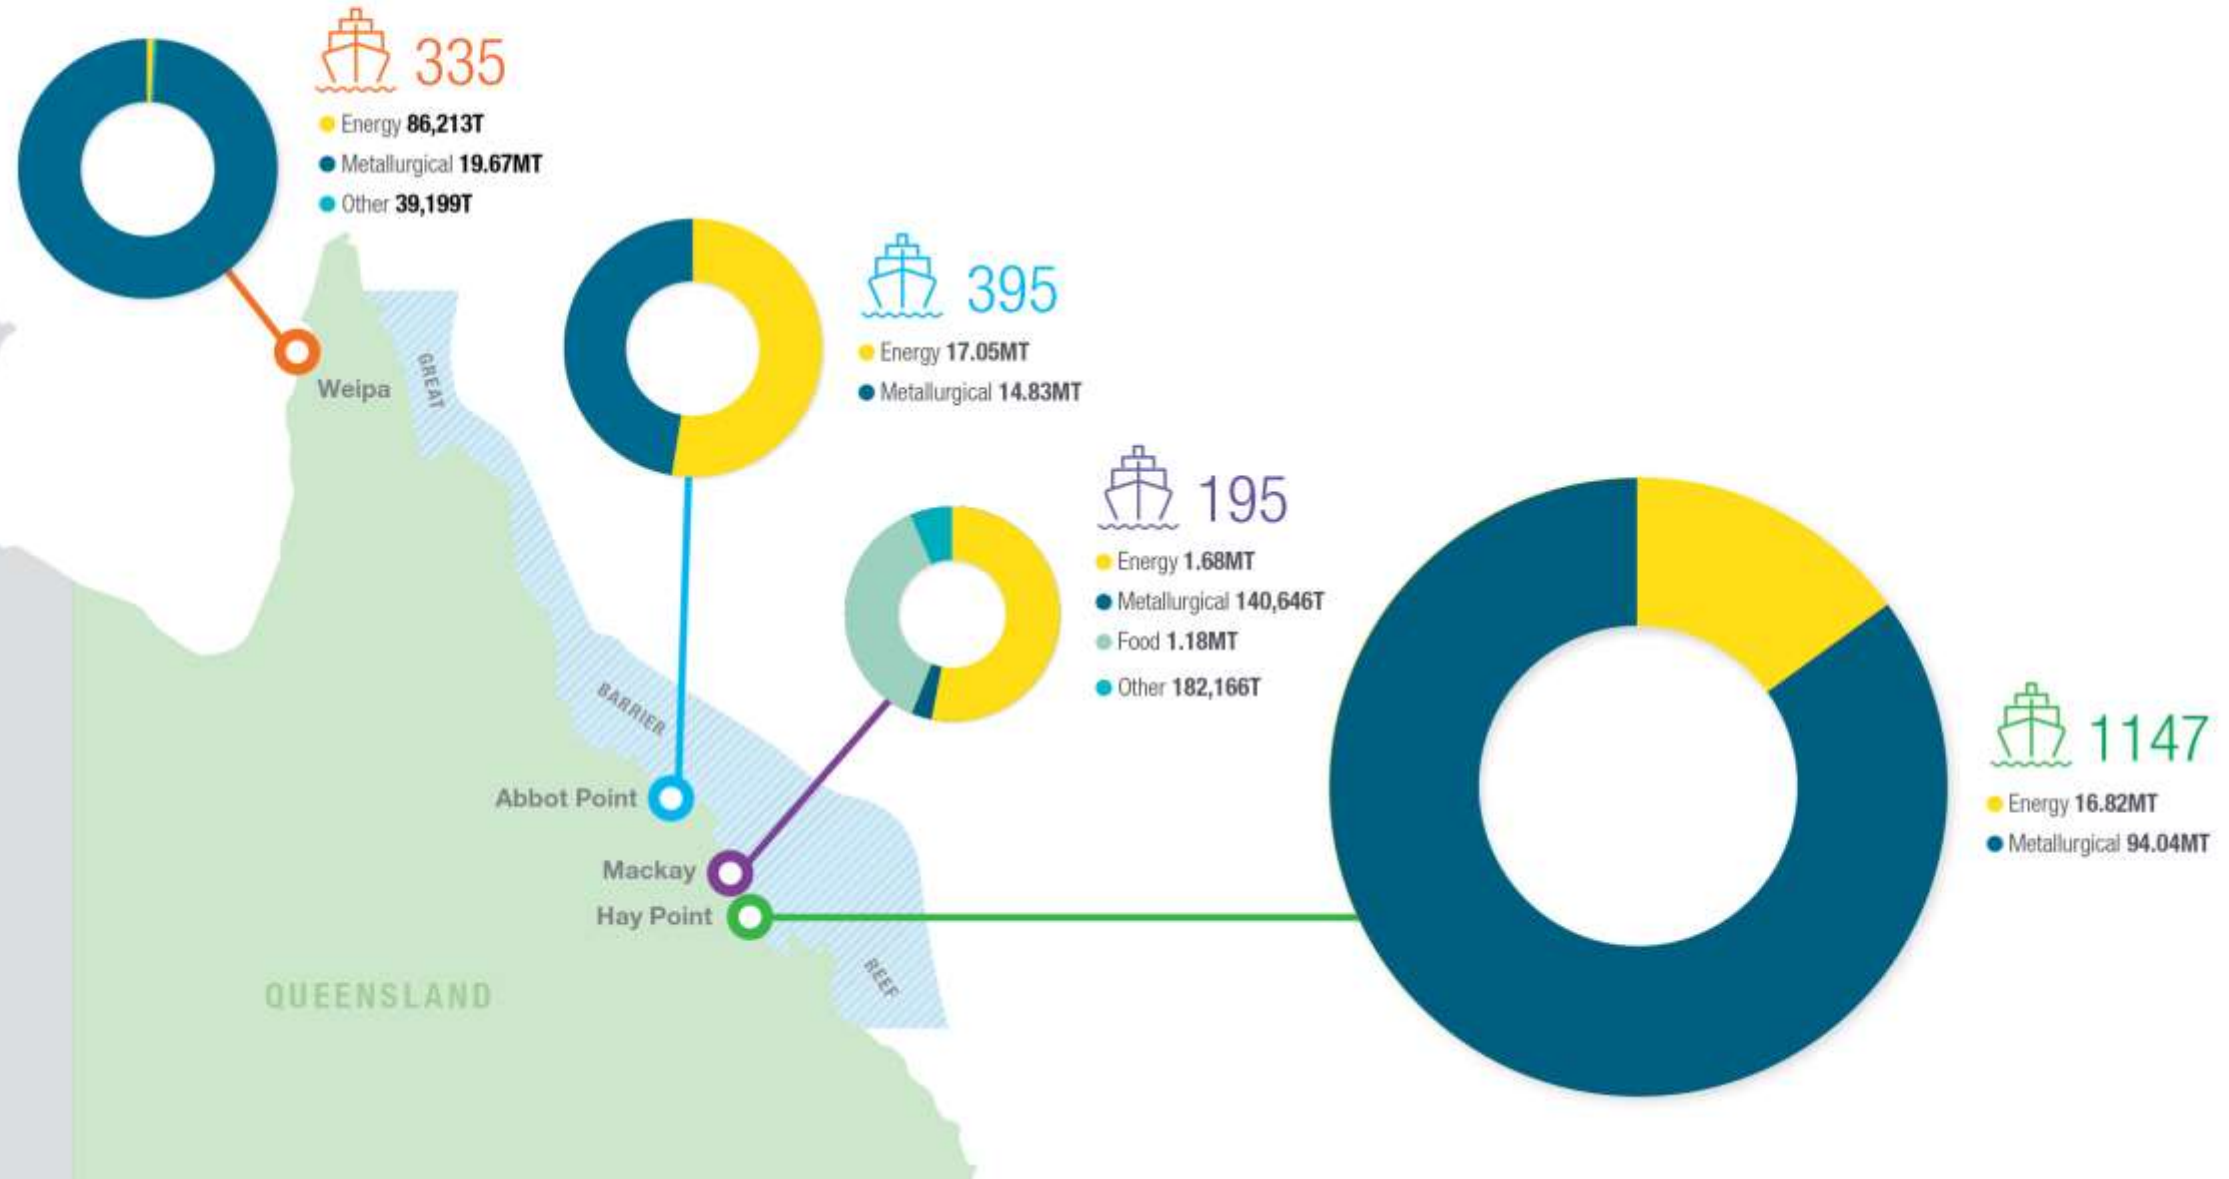 335
Energy 86,213T
Metallurgical 19.67MT
Other 39,199T
395
Energy 17.05MT
Metallurgical 14.83MT
195
Energy 1.68MT
Metallurgical 140,646T
Food 1.18MT
Other 182,166T
1147
Energy 16.82MT
Metallurgical 94.04MT
Weipa
GREAT
BARRIER
REEF
Abbot Point
Mackay
Hay Point
QUEENSLAND